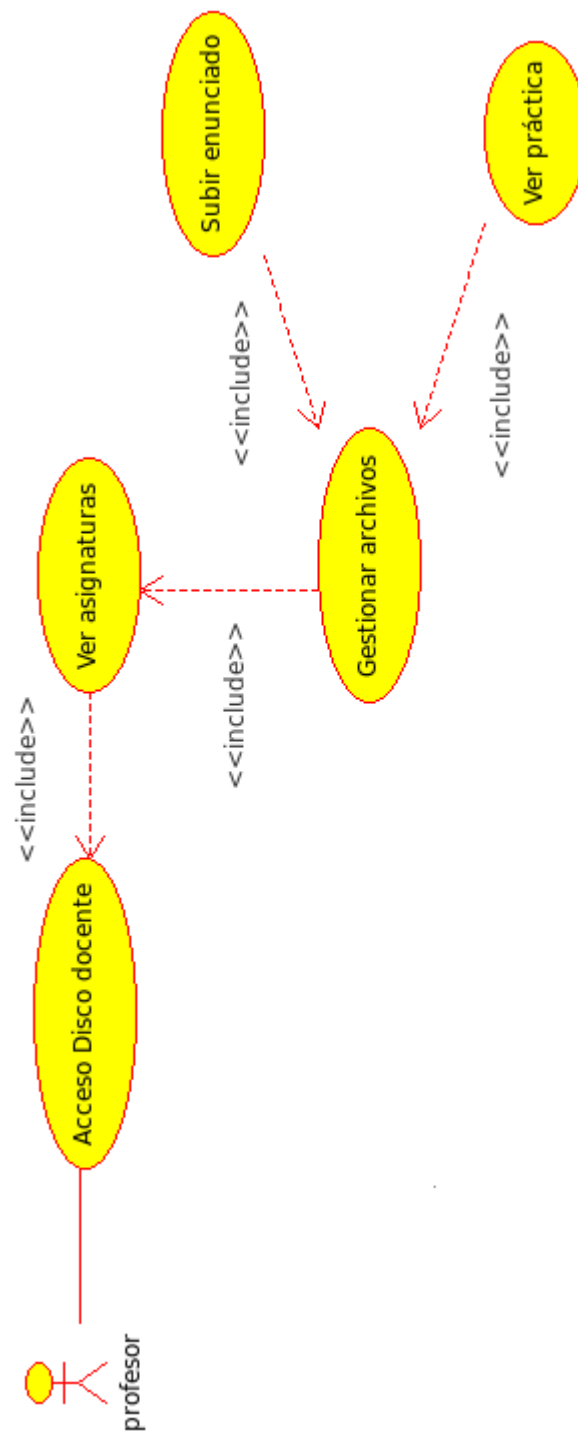 profesor
Acceso Disco docente
<<include>>
Ver asignaturas
<<include>>
Gestionar archivos
<<include>>
Subir enunciado
<<include>>
Ver práctica